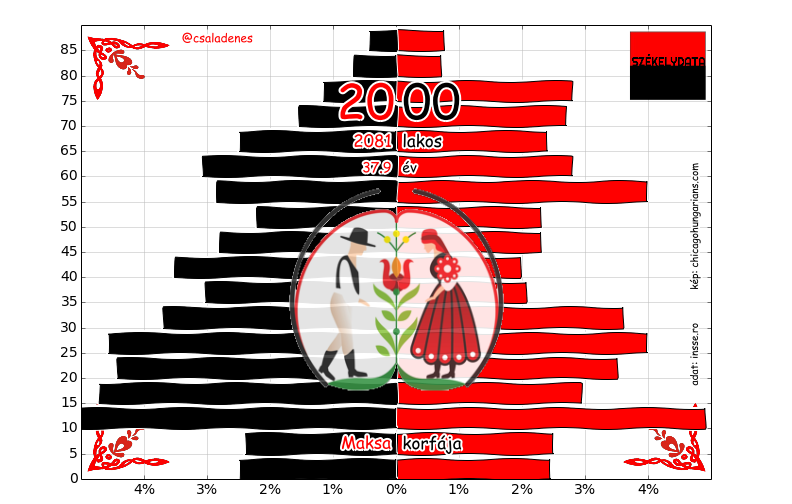 @csaladenes
SZÉKELYDATA
2000
2081 lakos
37.9 év
kép: chicagohungarians.com
adat: insse.ro
Maksa korfája
85
80
75
70
65
60
55
50
45
40
35
30
25
20
15
10
5
0
4% 3% 2% 1% 0% 1% 2% 3% 4%